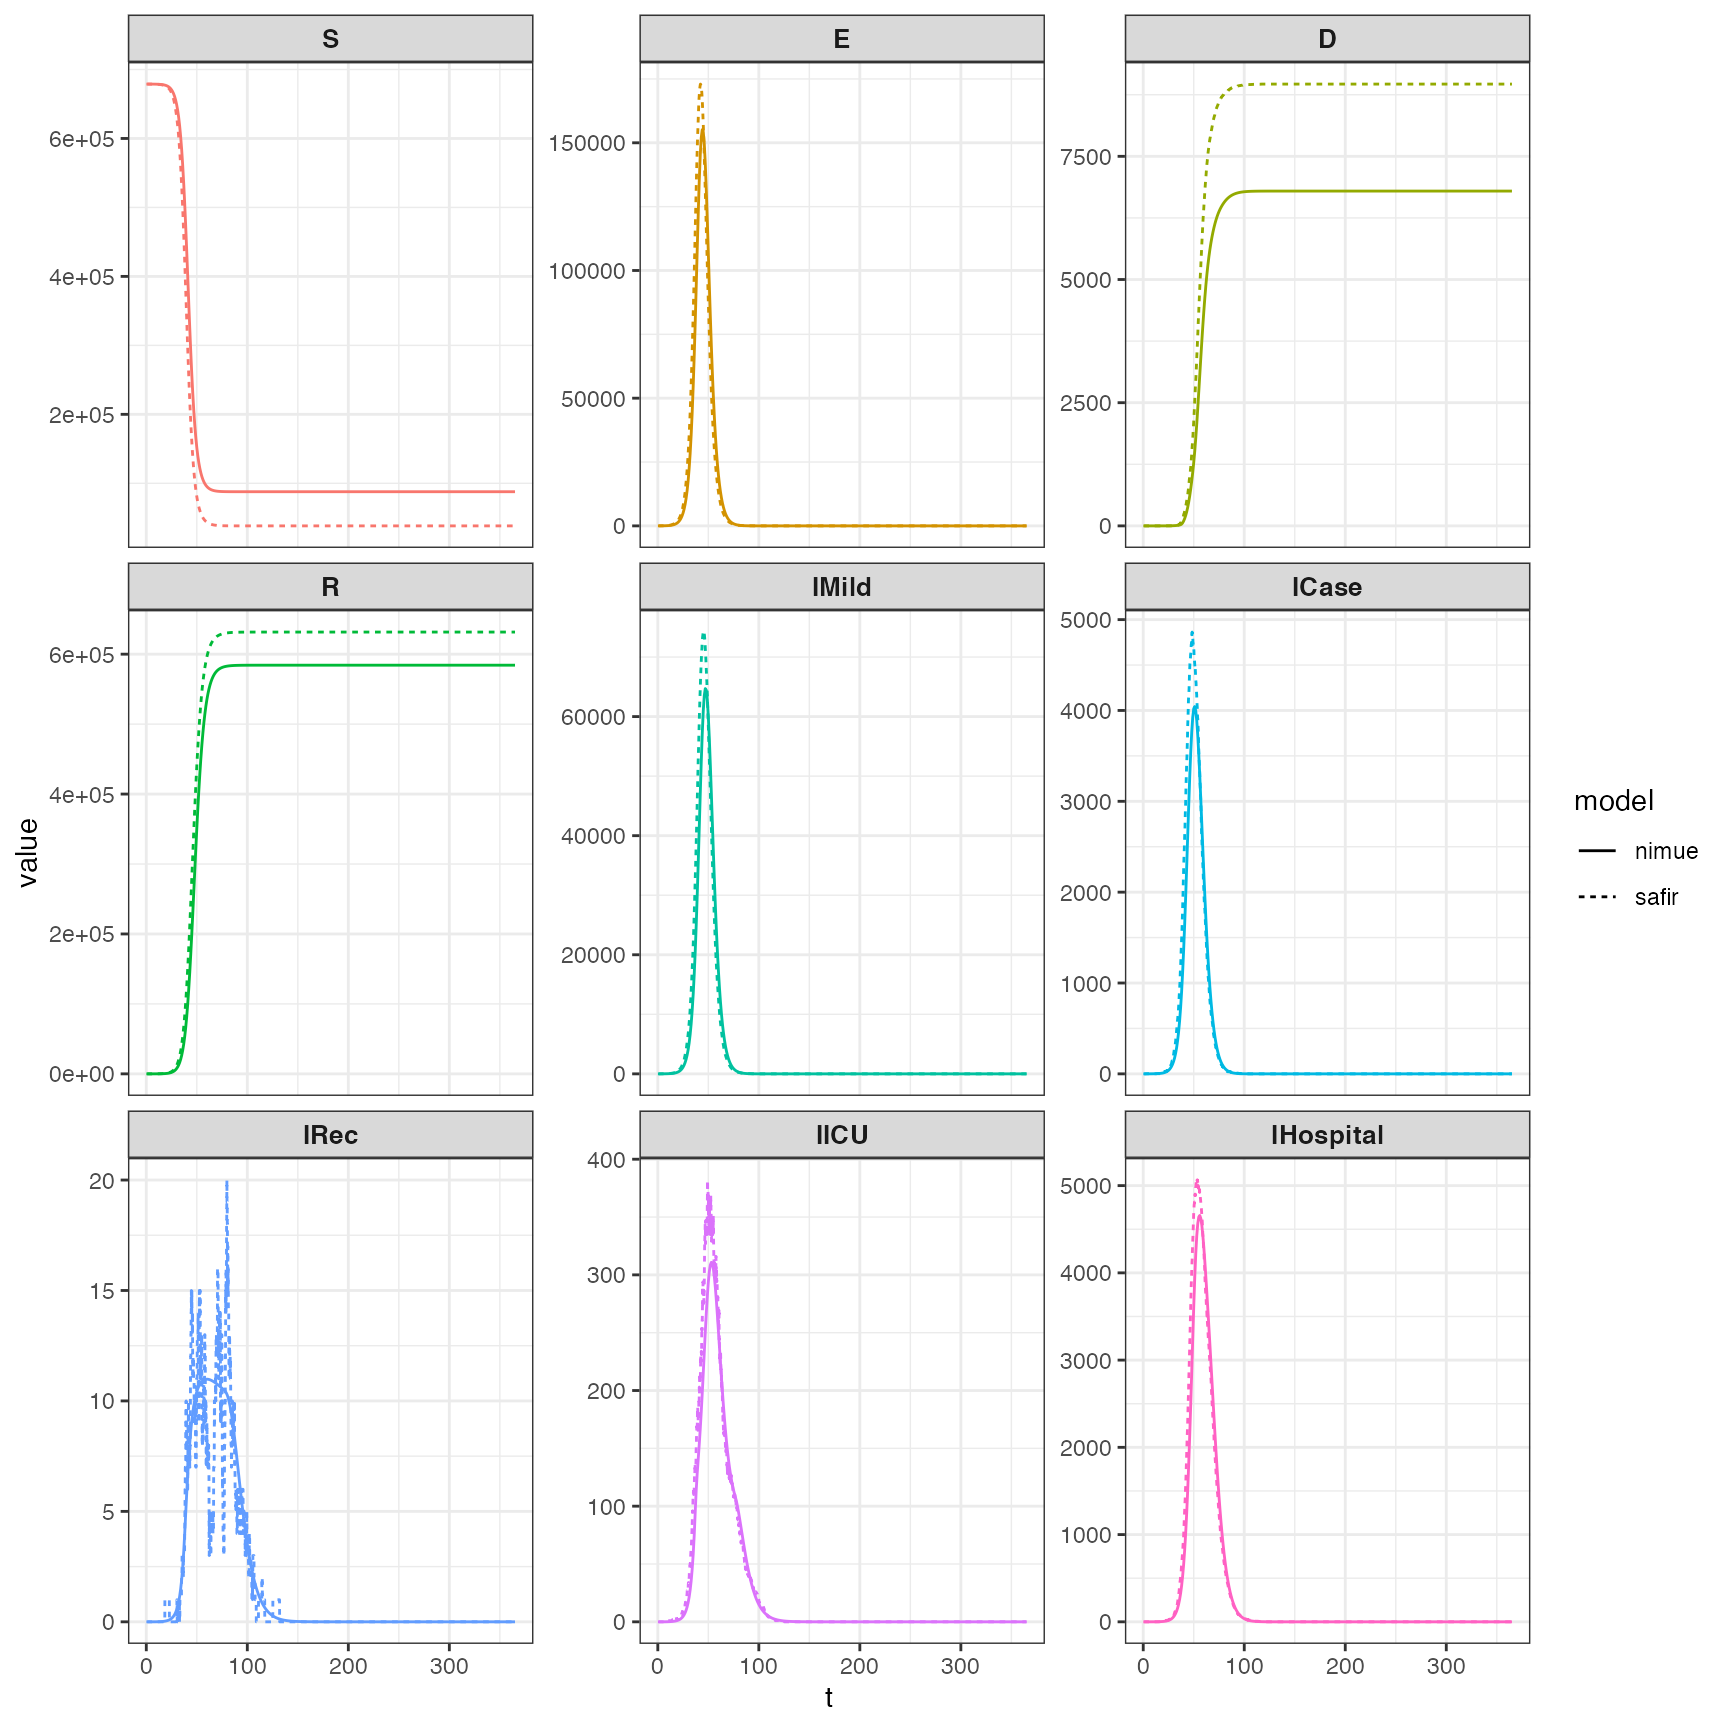 S
E
D
6e+05
4e+05
2e+05
150000
100000
50000
0
7500
5000
2500
0
R
IMild
ICase
6e+05
4e+05
2e+05
0e+00
60000
40000
20000
0
5000
4000
3000
2000
1000
0
IRec
IICU
IHospital
20
15
10
5
0
400
300
200
100
0
5000
4000
3000
2000
1000
0
0 100 200 300
0 100 200 300
0 100 200 300
t
value
model
nimue
safir